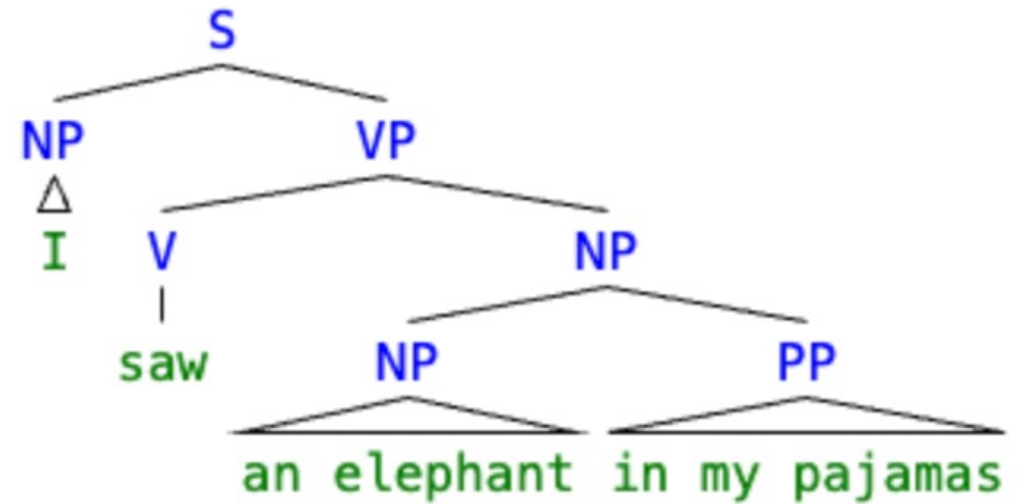 S
NP VP
I V NP
saw NP PP
an elephant in my pajamas